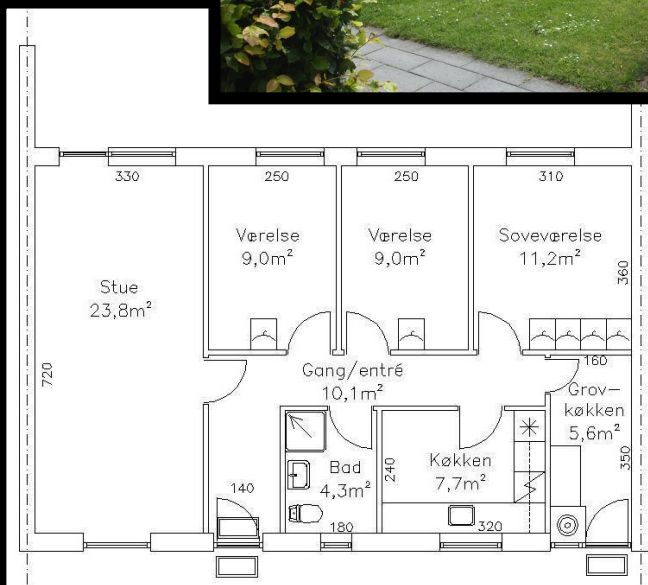 330
250
250
310
Værelse
9,0m²
Værelse
9,0m²
Soveværelse
11,2m²
360
Stue
23,8m²
720
Gang/entré
10,1m²
160
Grov-
køkken
5,6m²
350
Bad
4,3m²
240
Køkken
7,7m²
140
180
320